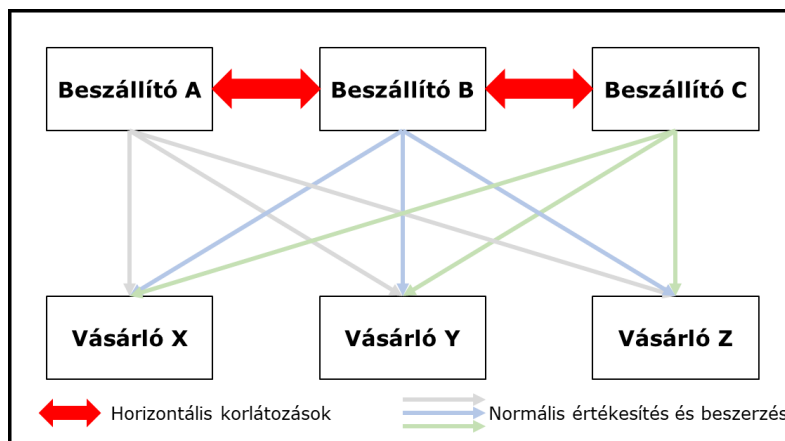 Beszállító A
Beszállító B
Beszállító C
Vásárló X
Vásárló Y
Vásárló Z
Horizontális korlátozások
Normális értékesítés és beszerzés